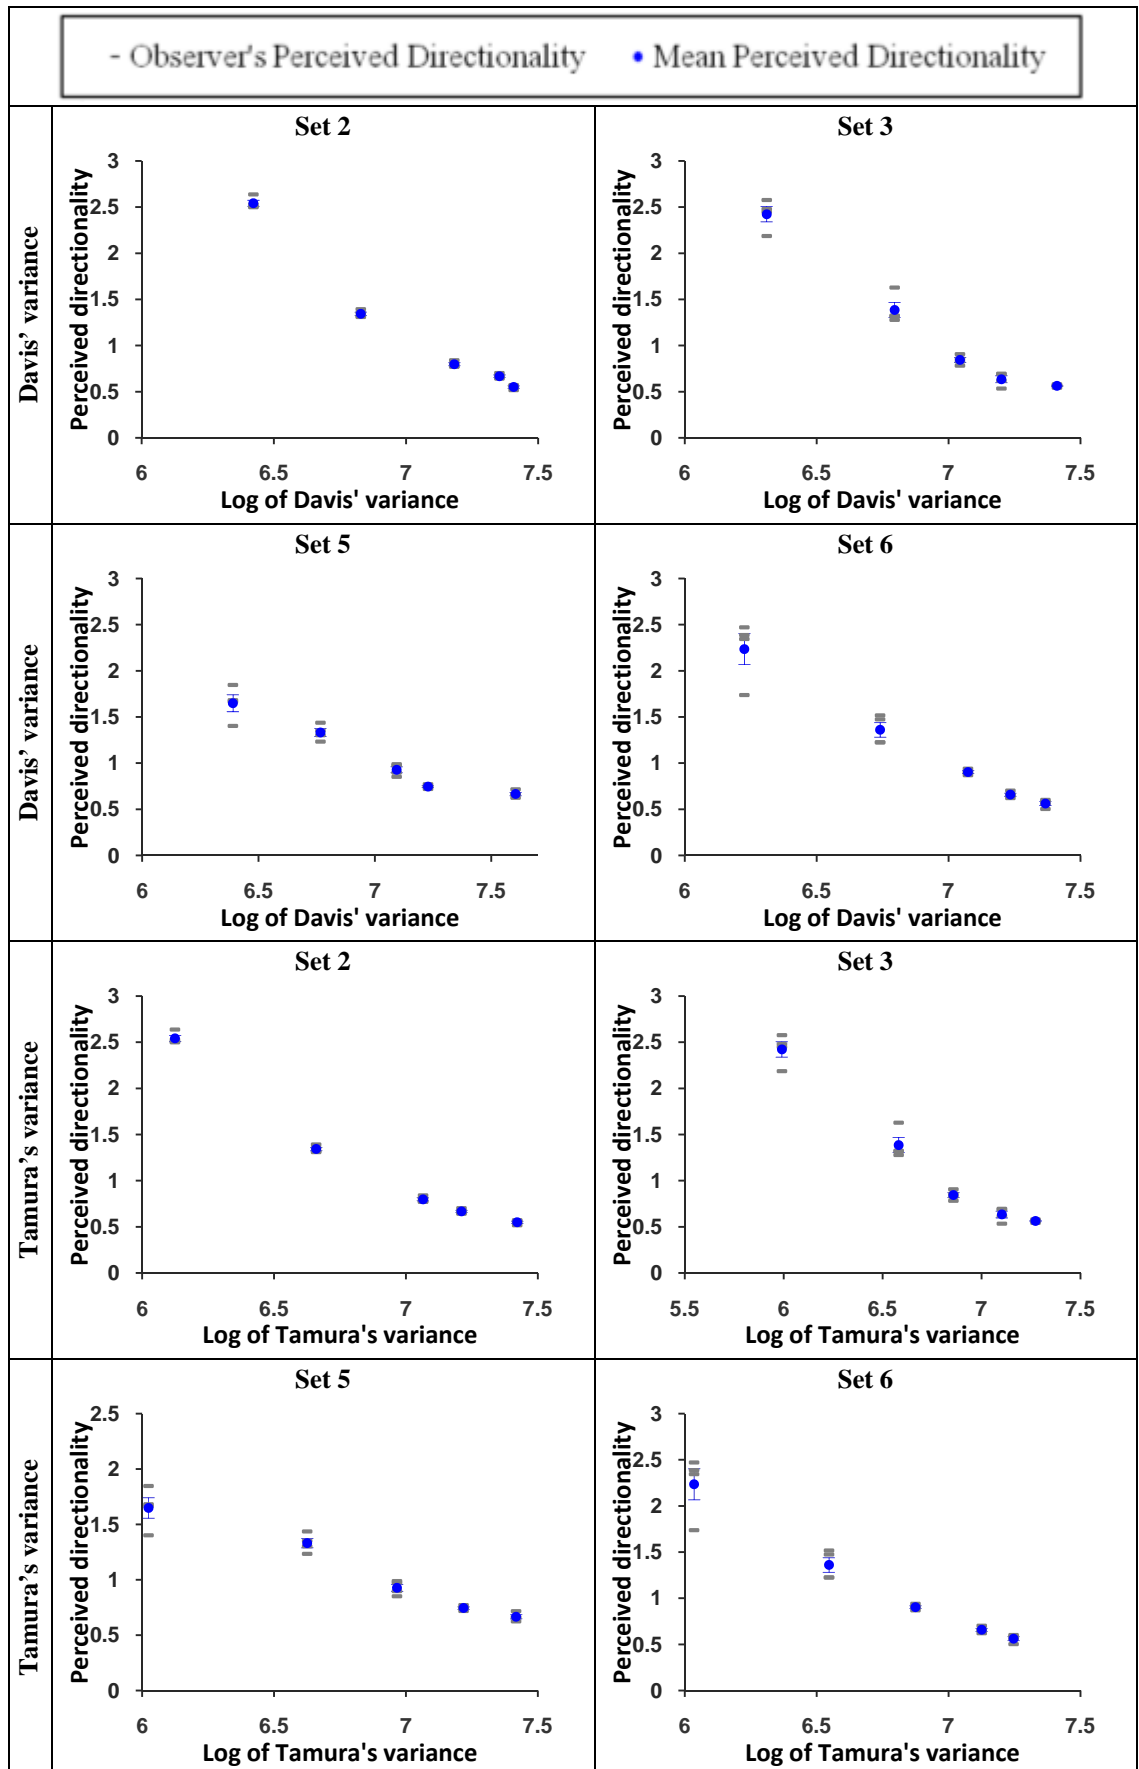 - Observer's Perceived Directionality • Mean Perceived Directionality
Davis' variance
Set 2
Perceived directionality
3
2.5
2
1.5
1
0.5
0
6 6.5 7 7.5
Log of Davis' variance
Set 3
Perceived directionality
3
2.5
2
1.5
1
0.5
0
6 6.5 7 7.5
Log of Davis' variance
Davis' variance
Set 5
Perceived directionality
3
2.5
2
1.5
1
0.5
0
6 6.5 7 7.5
Log of Davis' variance
Set 6
Perceived directionality
3
2.5
2
1.5
1
0.5
0
6 6.5 7 7.5
Log of Davis' variance
Tamura's variance
Set 2
Perceived directionality
3
2.5
2
1.5
1
0.5
0
6 6.5 7 7.5
Log of Tamura's variance
Set 3
Perceived directionality
3
2.5
2
1.5
1
0.5
0
5.5 6 6.5 7 7.5
Log of Tamura's variance
Tamura's variance
Set 5
Perceived directionality
2.5
2
1.5
1
0.5
0
6 6.5 7 7.5
Log of Tamura's variance
Set 6
Perceived directionality
3
2.5
2
1.5
1
0.5
0
6 6.5 7 7.5
Log of Tamura's variance